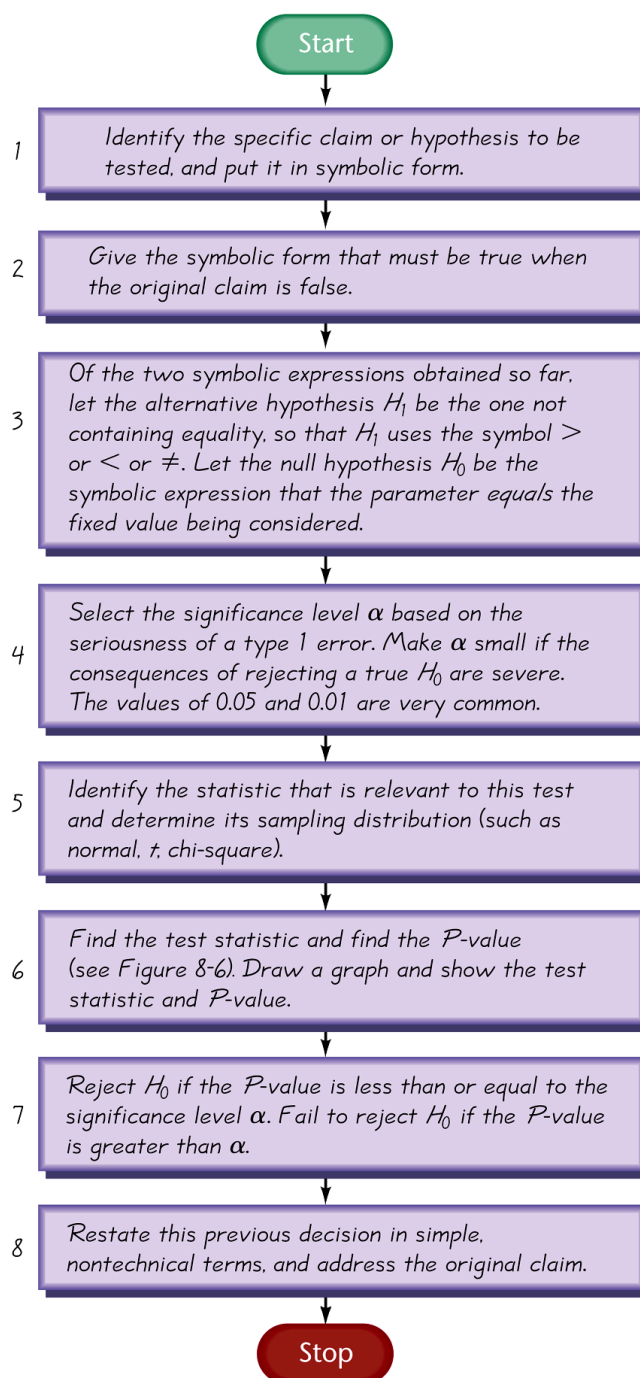 Start
1
Identify the specific claim or hypothesis to be
tested, and put it in symbolic form.
2
Give the symbolic form that must be true when
the original claim is false.
3
Of the two symbolic expressions obtained so far,
let the alternative hypothesis H₁ be the one not
containing equality, so that H₁ uses the symbol >
or < or ≠. Let the null hypothesis H₀ be the
symbolic expression that the parameter equals the
fixed value being considered.
4
Select the significance level α based on the
seriousness of a type 1 error. Make α small if the
consequences of rejecting a true H₀ are severe.
The values of 0.05 and 0.01 are very common.
5
Identify the statistic that is relevant to this test
and determine its sampling distribution (such as
normal, t, chi-square).
6
Find the test statistic and find the P-value
(see Figure 8-6). Draw a graph and show the test
statistic and P-value.
7
Reject H₀ if the P-value is less than or equal to the
significance level α. Fail to reject H₀ if the P-value
is greater than α.
8
Restate this previous decision in simple,
nontechnical terms, and address the original claim.
Stop